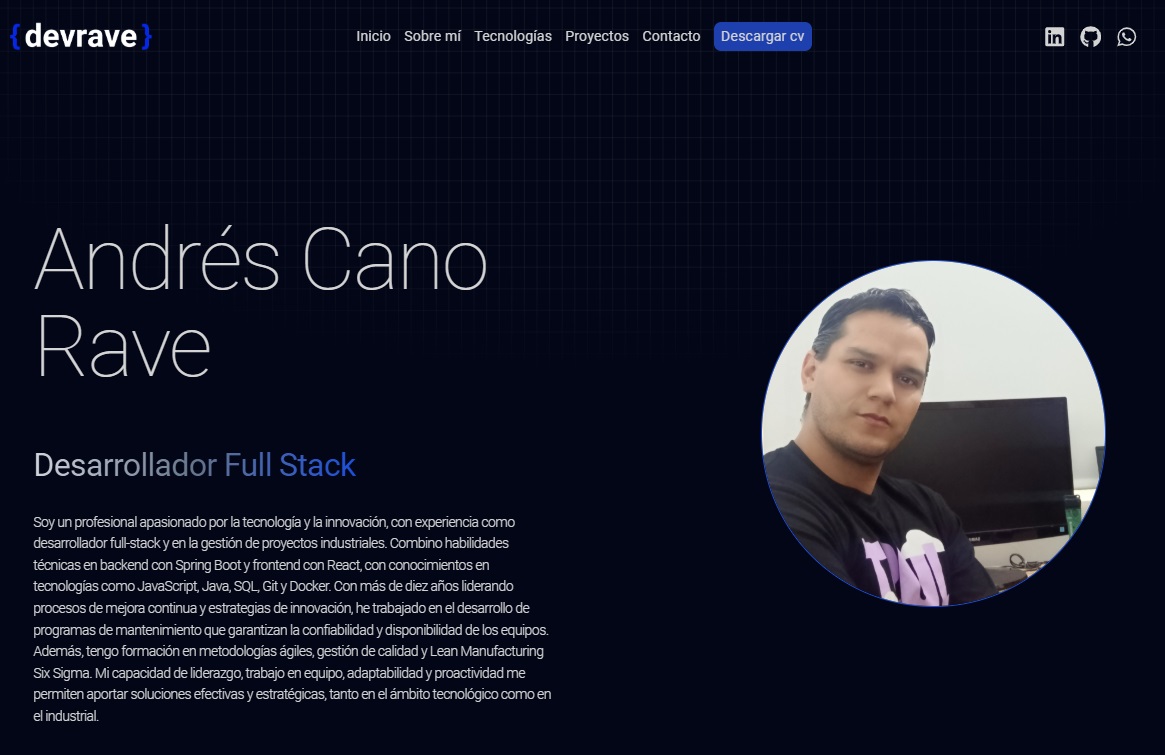 { devrave }
Inicio Sobre mí Tecnologías Proyectos Contacto Descargar cv
Andrés Cano
Rave
Desarrollador Full Stack
Soy un profesional apasionado por la tecnología y la innovación, con experiencia como
desarrollador full-stack y en la gestión de proyectos industriales. Combino habilidades
técnicas en backend con Spring Boot y frontend con React, con conocimientos en
tecnologías como JavaScript, Java, SQL, Git y Docker. Con más de diez años liderando
procesos de mejora continua y estrategias de innovación, he trabajado en el desarrollo de
programas de mantenimiento que garantizan la confiabilidad y disponibilidad de los equipos.
Además, tengo formación en metodologías ágiles, gestión de calidad y Lean Manufacturing
Six Sigma. Mi capacidad de liderazgo, trabajo en equipo, adaptabilidad y proactividad me
permiten aportar soluciones efectivas y estratégicas, tanto en el ámbito tecnológico como en
el industrial.